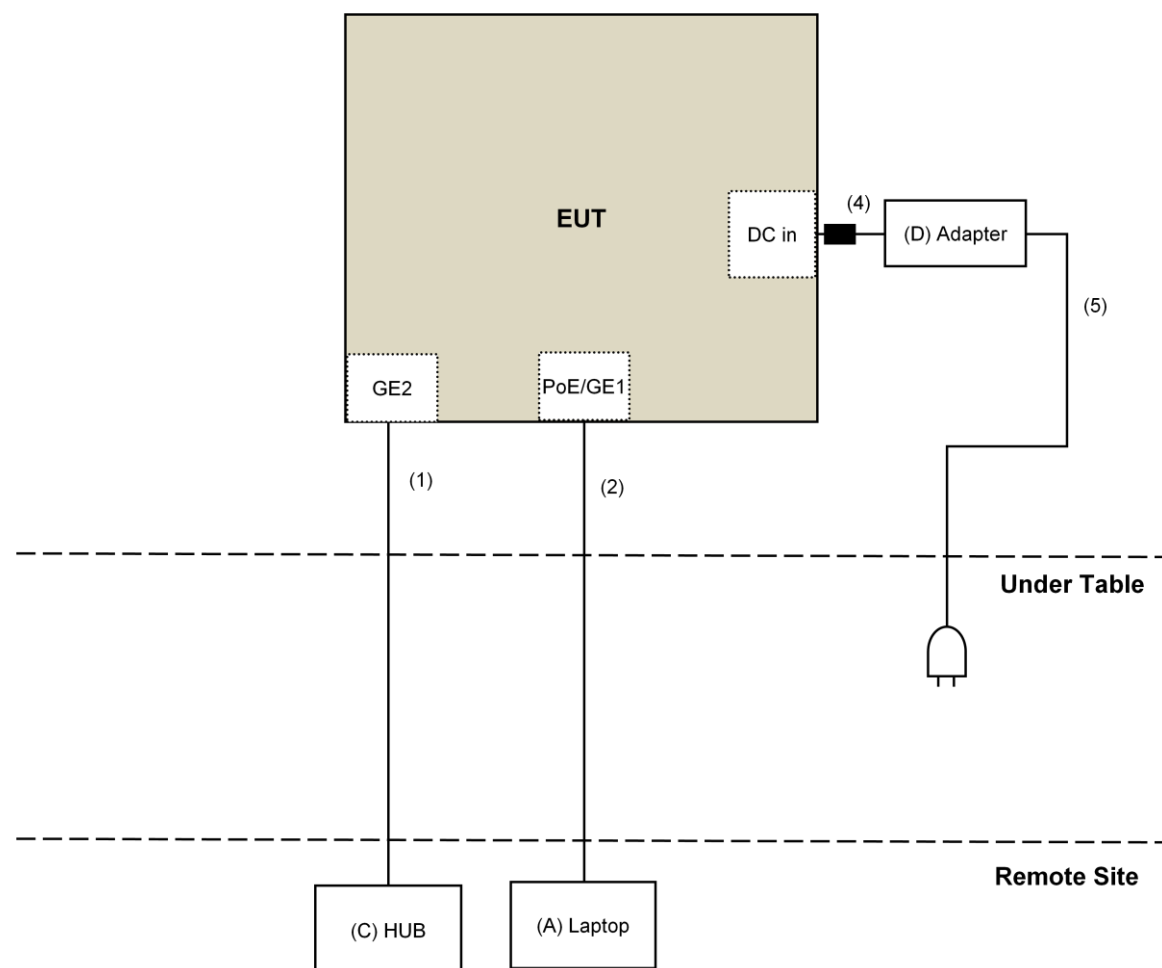 EUT
DC in
(4)
(D) Adapter
(5)
GE2
PoE/GE1
(1)
(2)
Under Table
Remote Site
(C) HUB
(A) Laptop